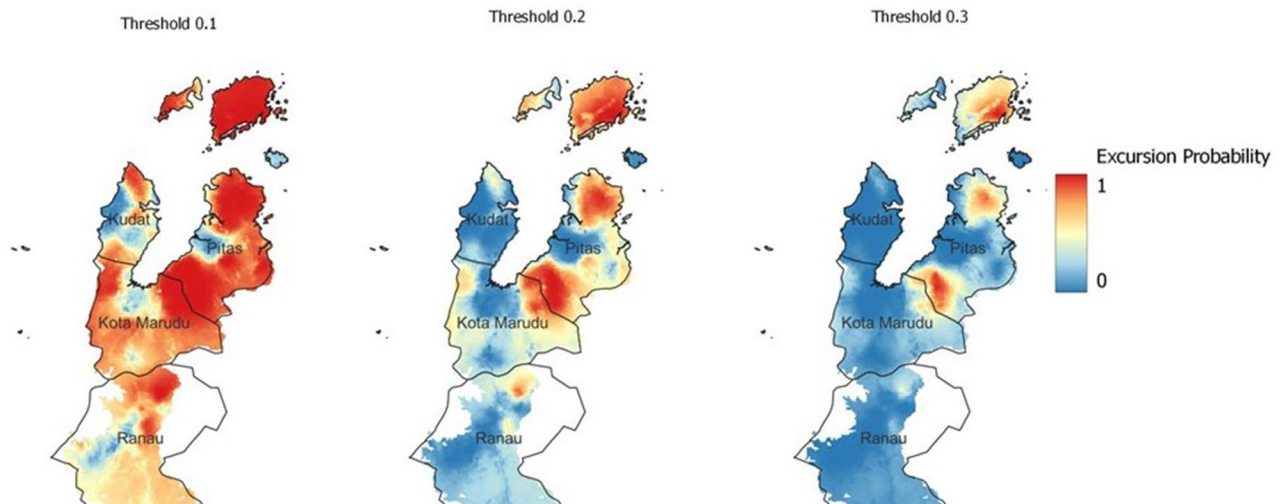 Threshold 0.1
Threshold 0.2
Threshold 0.3
Excursion Probability
1
0
Kudat
Pitas
Kota Marudu
Ranau
Kudat
Pitas
Kota Marudu
Ranau
Kudat
Pitas
Kota Marudu
Ranau